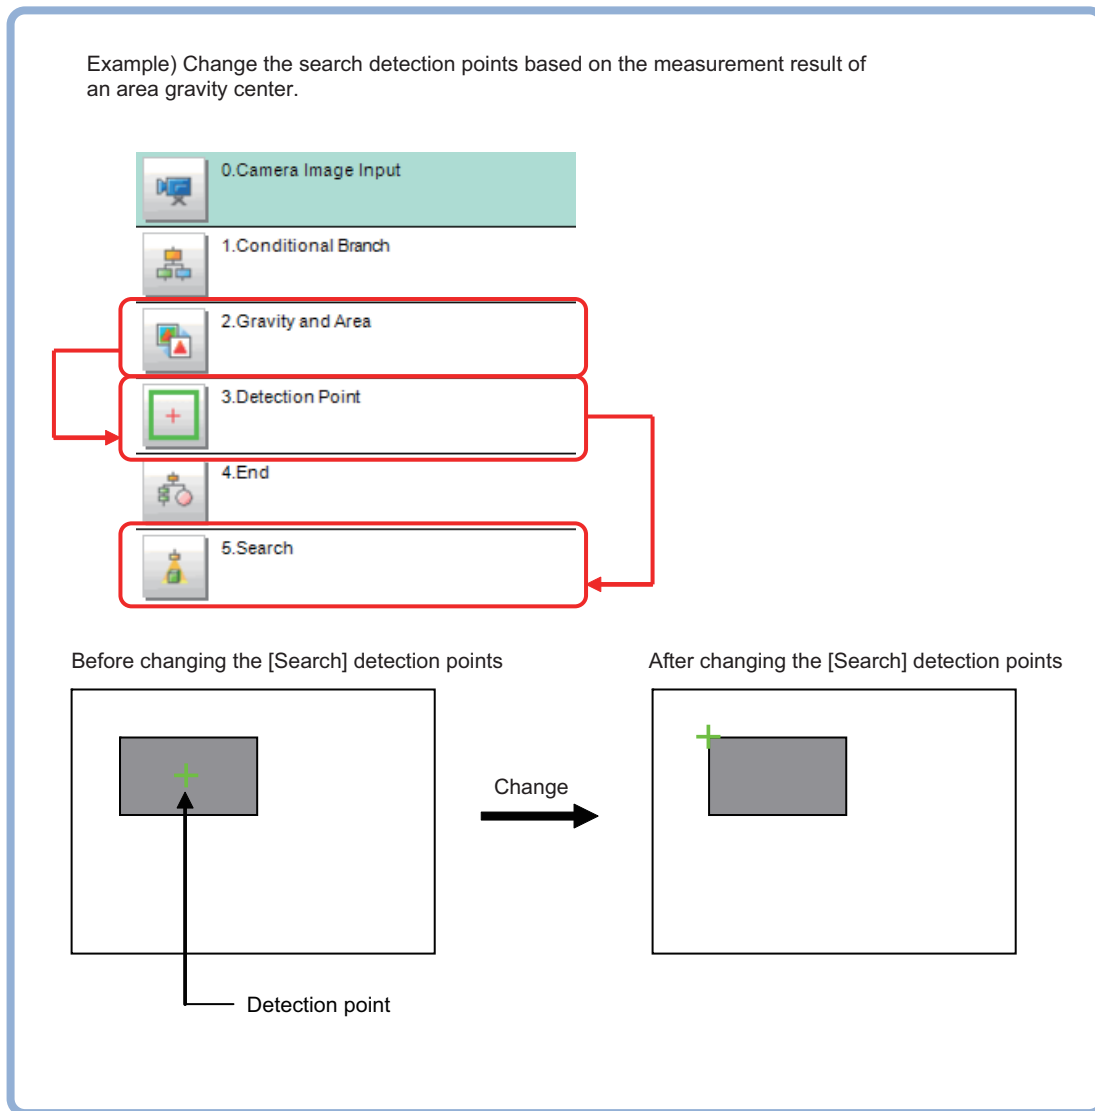 Example) Change the search detection points based on the measurement result of
an area gravity center.
0.Camera Image Input
1.Conditional Branch
2.Gravity and Area
3.Detection Point
4.End
5.Search
Before changing the [Search] detection points
After changing the [Search] detection points
Change
Detection point